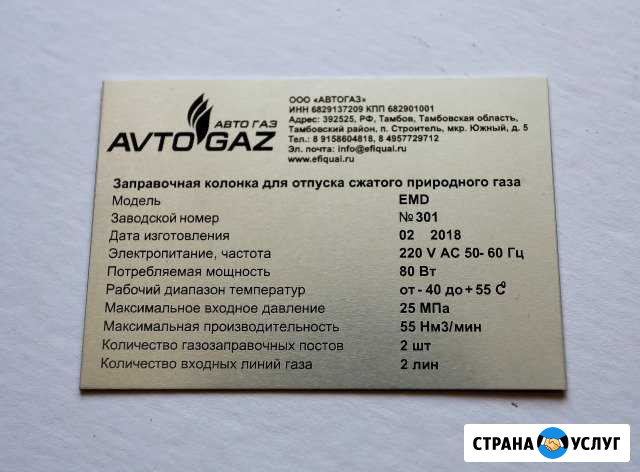 АВТО ГАЗ
AVTOGAZ
ООО «АВТОГАЗ»
ИНН 6829137209 КПП 682901001
Адрес: 392525, РФ, Тамбов, Тамбовская область,
Тамбовский район, п. Строитель, мкр. Южный, д. 5
Тел.: 8 9158604818, 8 4957729712
Эл. почта: info@efiqual.ru
www.efiqual.ru
Заправочная колонка для отпуска сжатого природного газа
Модель EMD
Заводской номер №301
Дата изготовления 02 2018
Электропитание, частота 220 V AC 50- 60 Гц
Потребляемая мощность 80 Вт
Рабочий диапазон температур от - 40 до + 55 С⁰
Максимальное входное давление 25 МПа
Максимальная производительность 55 Нм3/мин
Количество газозаправочных постов 2 шт
Количество входных линий газа 2 лин
СТРАНА УСЛУГ